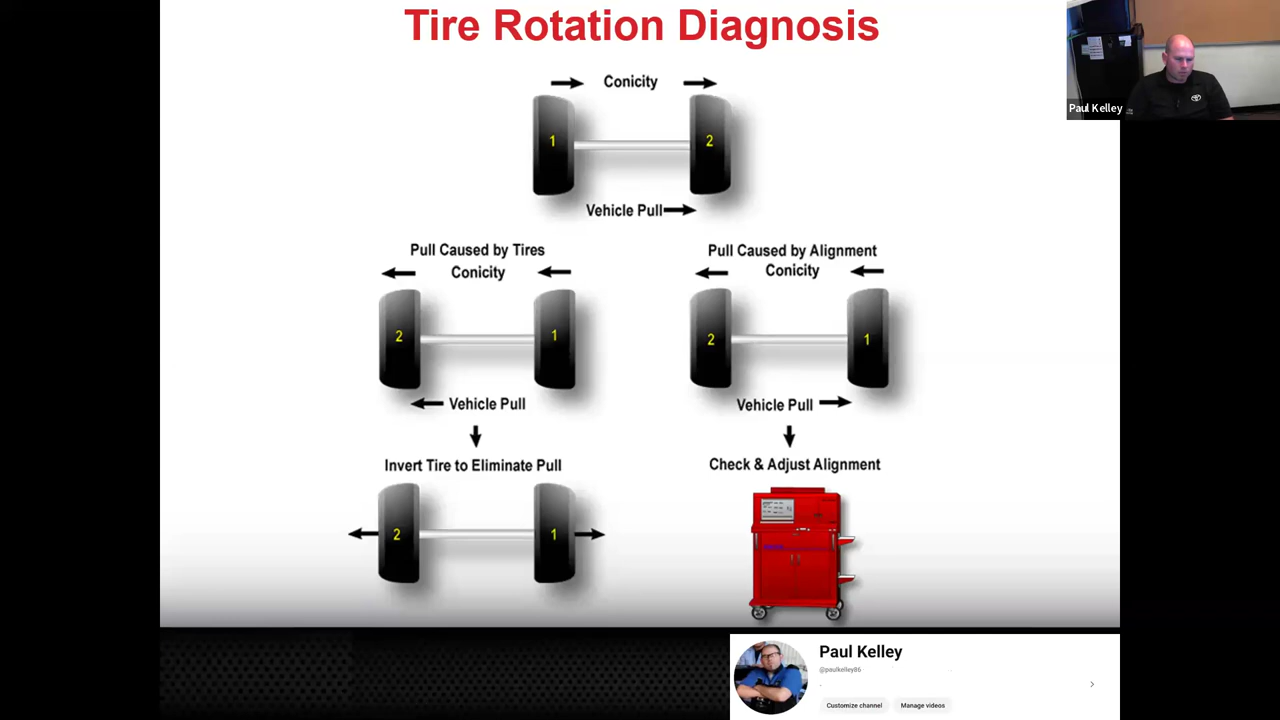 Tire Rotation Diagnosis
Conicity
Paul Kelley
1
2
Vehicle Pull
Pull Caused by Tires
Conicity
2
1
Vehicle Pull
Invert Tire to Eliminate Pull
2
1
Pull Caused by Alignment
Conicity
2
1
Vehicle Pull
Check & Adjust Alignment
Paul Kelley
@paulkelley86
Customize channel
Manage videos